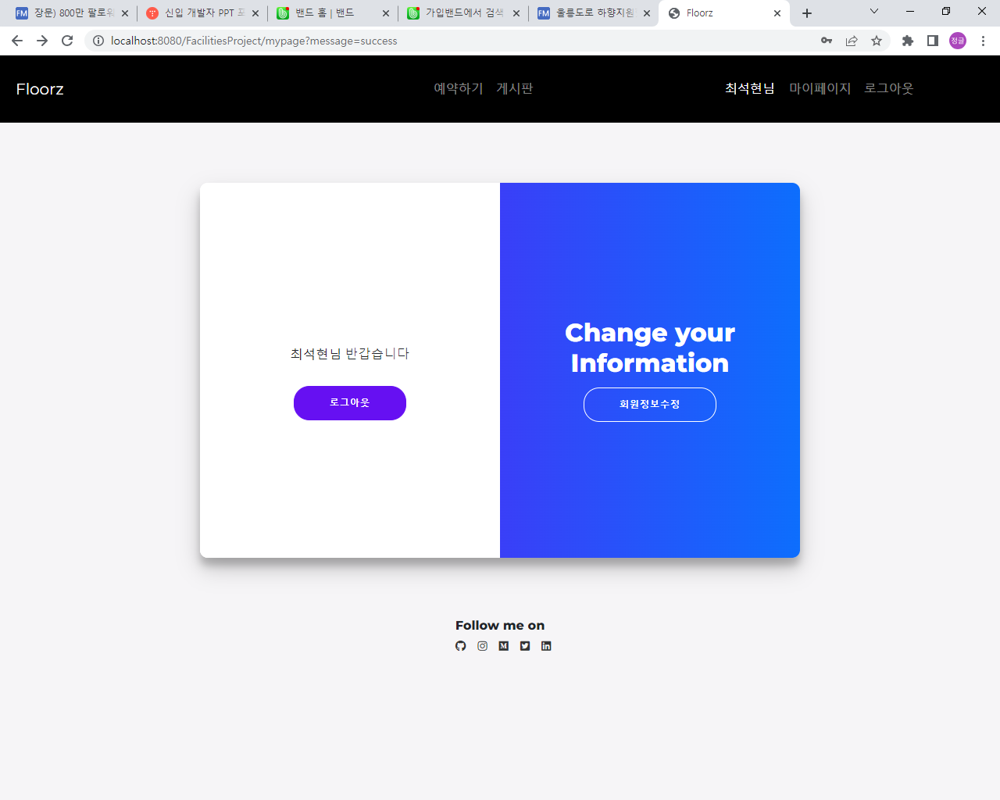 장문) 800만 팔로워
신입 개발자 PPT 포
밴드 홈 | 밴드
가입밴드에서 검색
울릉도로 하향지원
Floorz
localhost:8080/FacilitiesProject/mypage?message=success
정글
Floorz
예약하기 게시판
최석현님 마이페이지 로그아웃
최석현님 반갑습니다
로그아웃
Change your
Information
회원정보수정
Follow me on